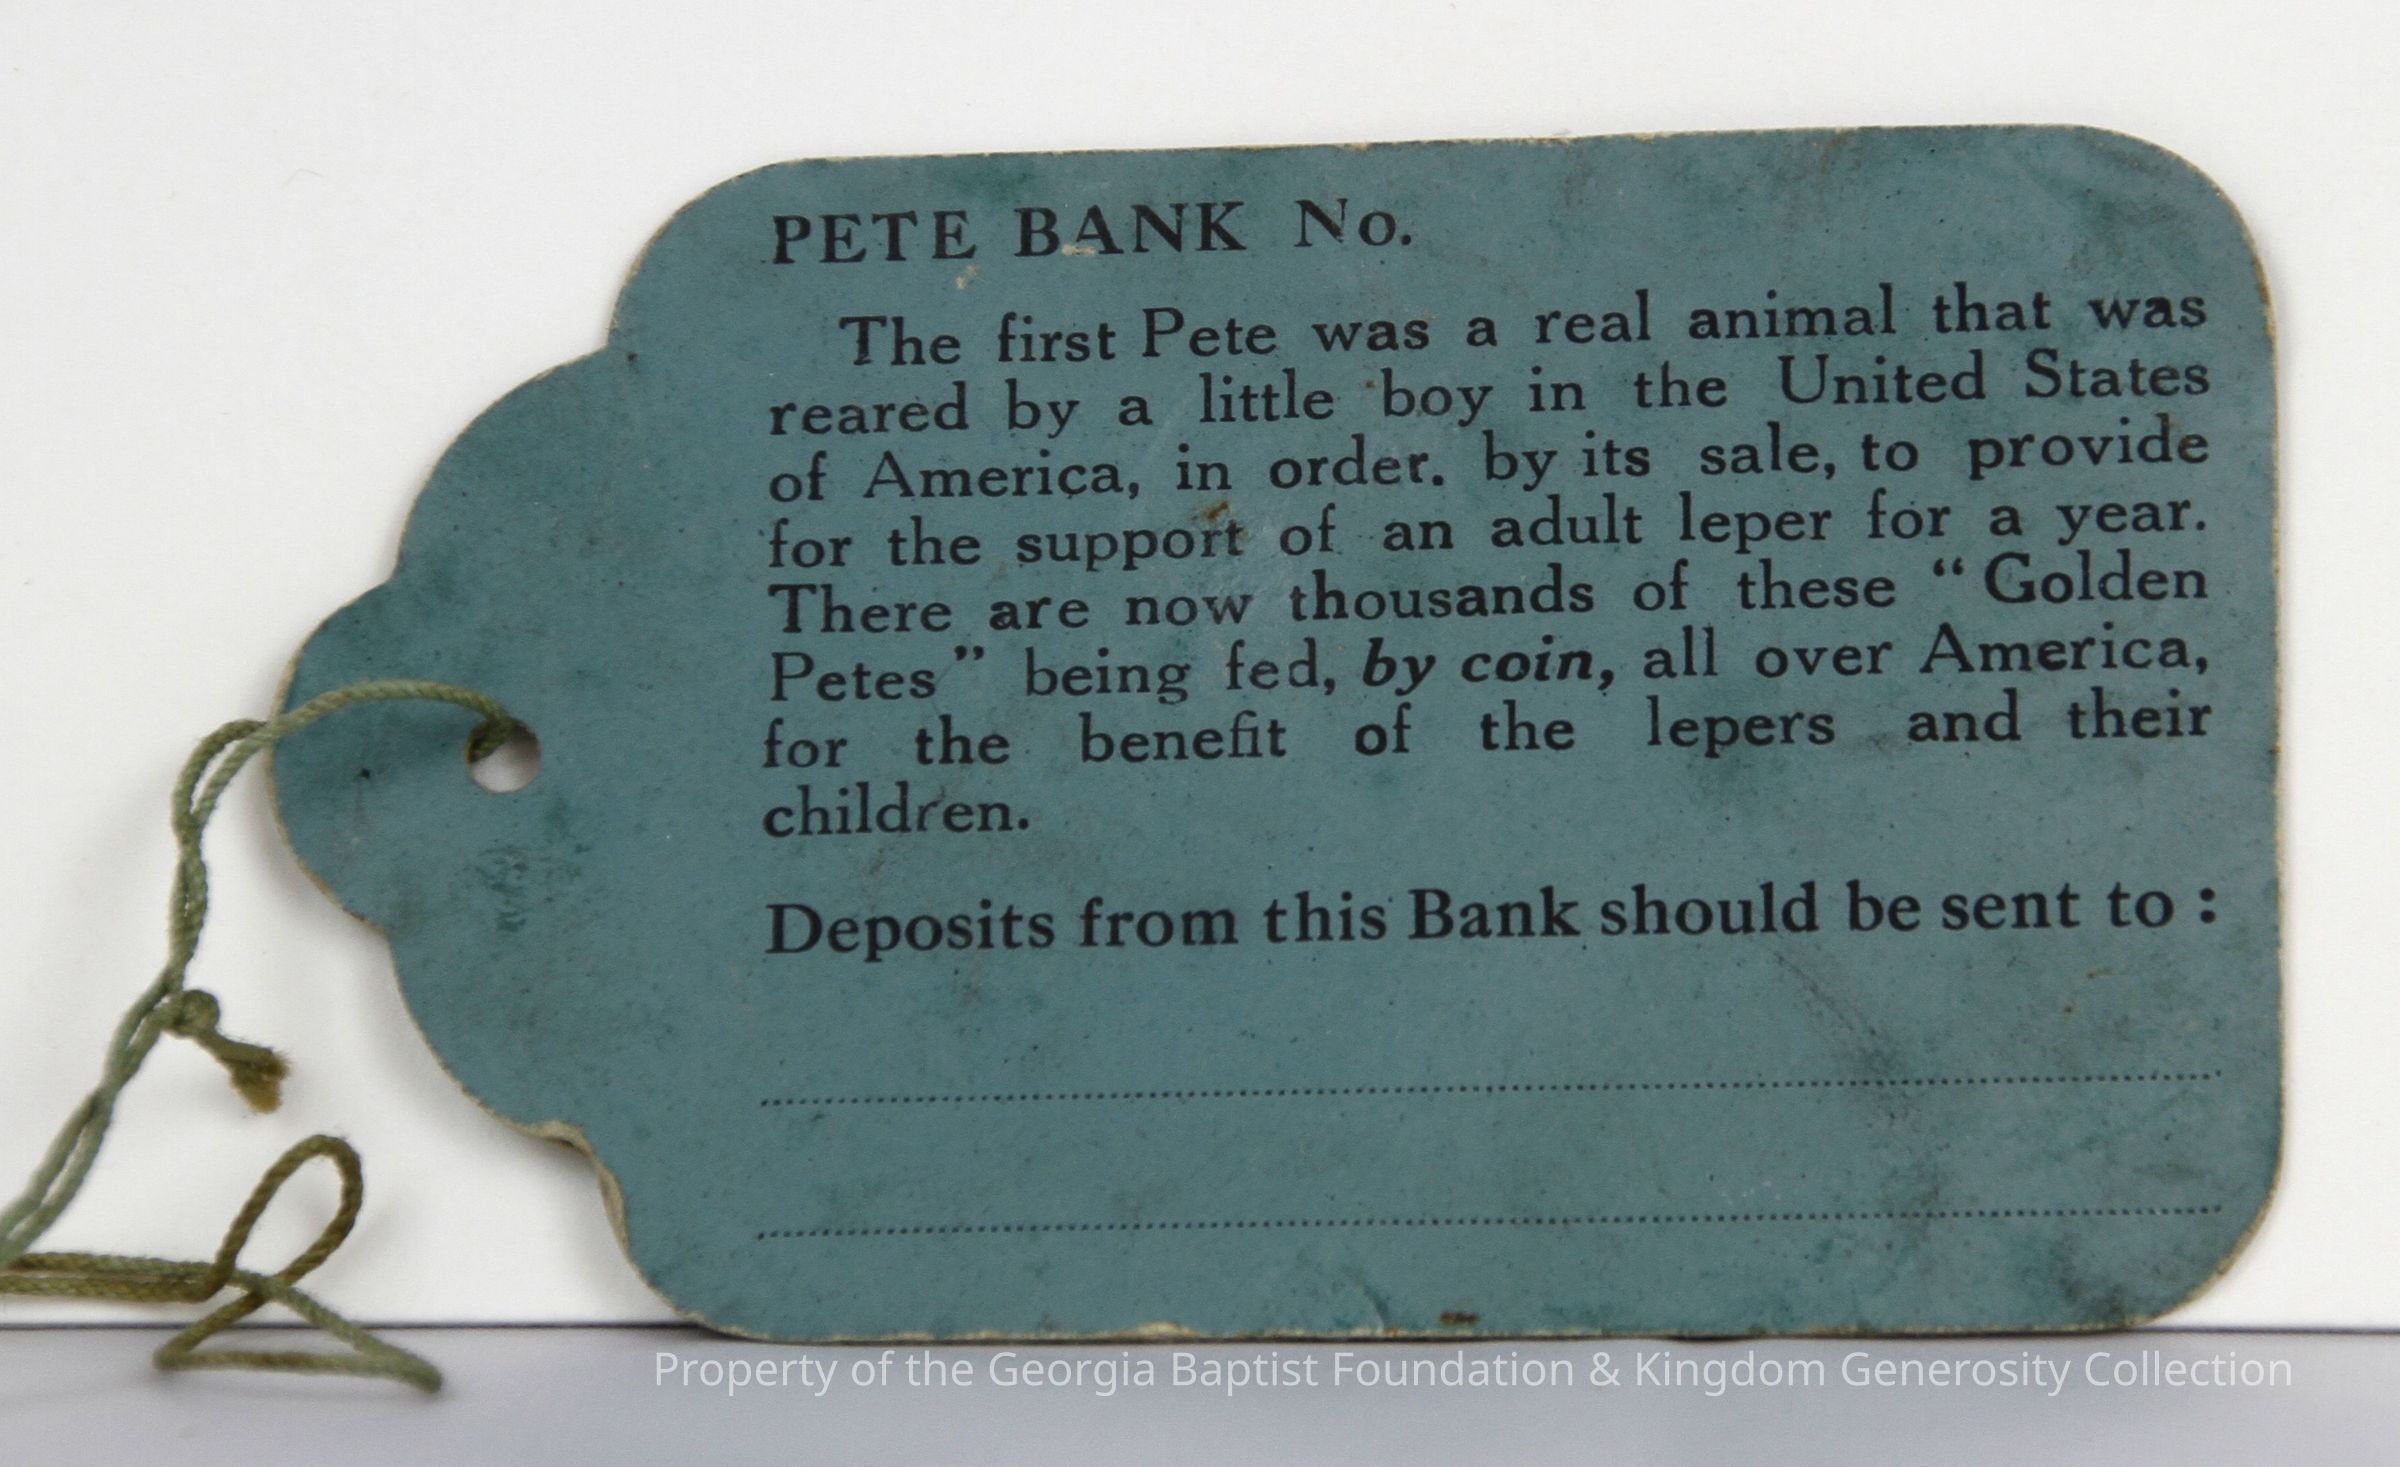 PETE BANK No.
The first Pete was a real animal that was
reared by a little boy in the United States
of America, in order. by its sale, to provide
for the support of an adult leper for a year.
There are now thousands of these “Golden
Petes” being fed, by coin, all over America,
for the benefit of the lepers and their
children.
Deposits from this Bank should be sent to :
Property of the Georgia Baptist Foundation & Kingdom Generosity Collection